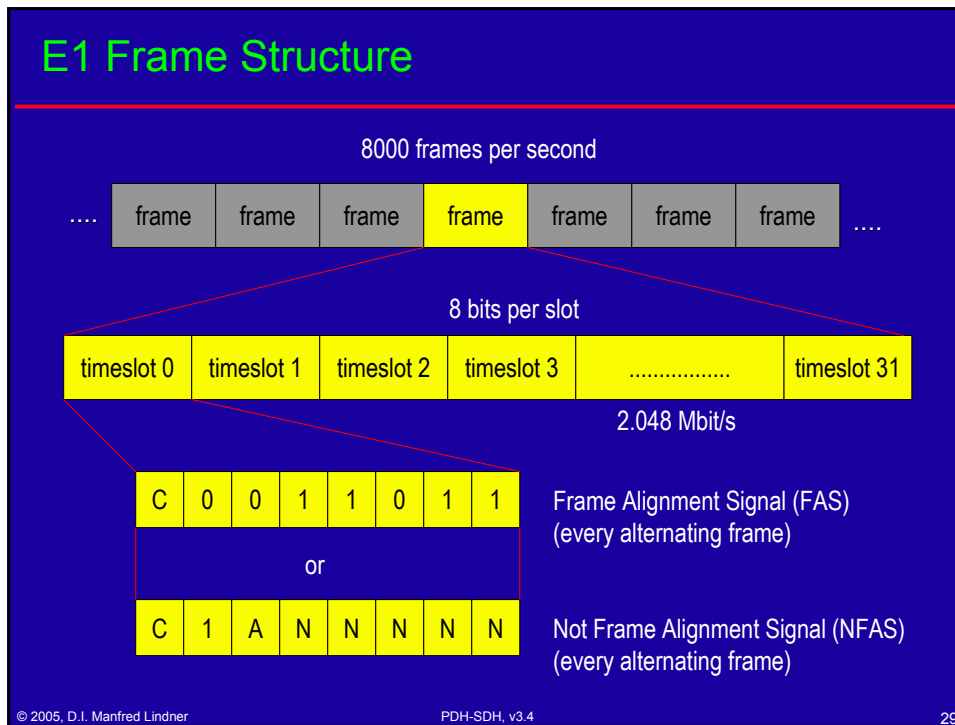 E1 Frame Structure
8000 frames per second
.... frame frame frame frame frame frame frame ....
8 bits per slot
timeslot 0 timeslot 1 timeslot 2 timeslot 3 ................. timeslot 31
2.048 Mbit/s
C 0 0 1 1 0 1 1 Frame Alignment Signal (FAS)
(every alternating frame)
or
C 1 A N N N N N Not Frame Alignment Signal (NFAS)
(every alternating frame)
© 2005, D.I. Manfred Lindner PDH-SDH, v3.4 29